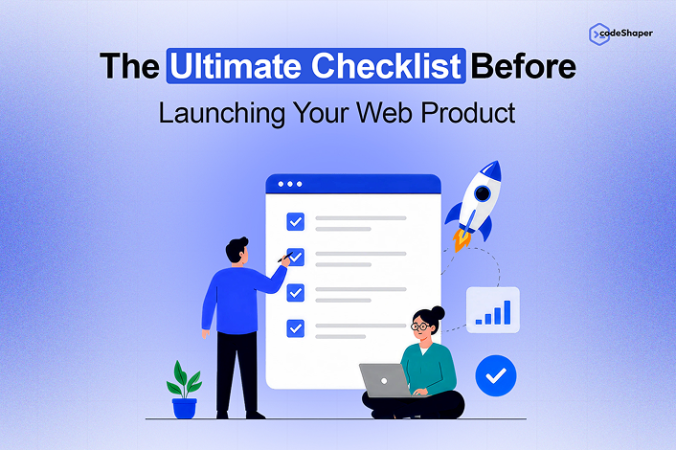 codeShaper
The Ultimate Checklist Before
Launching Your Web Product